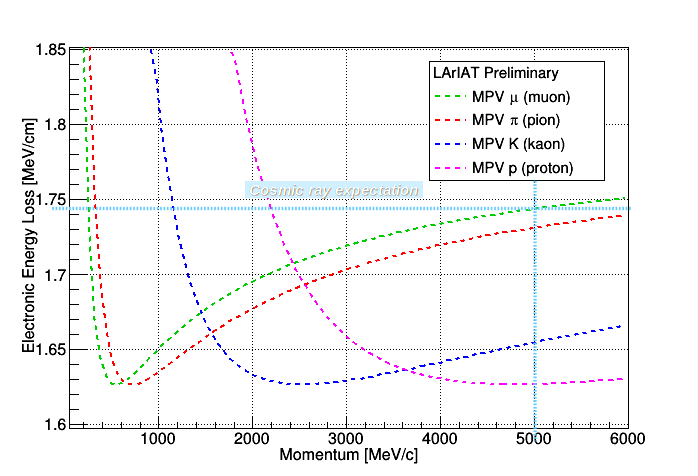 1.85
LArIAT Preliminary
MPV μ (muon)
MPV π (pion)
MPV K (kaon)
MPV p (proton)
1.8
Cosmic ray expectation
1.75
1.7
1.65
1.6
Electronic Energy Loss [MeV/cm]
1000 2000 3000 4000 5000 6000
Momentum [MeV/c]